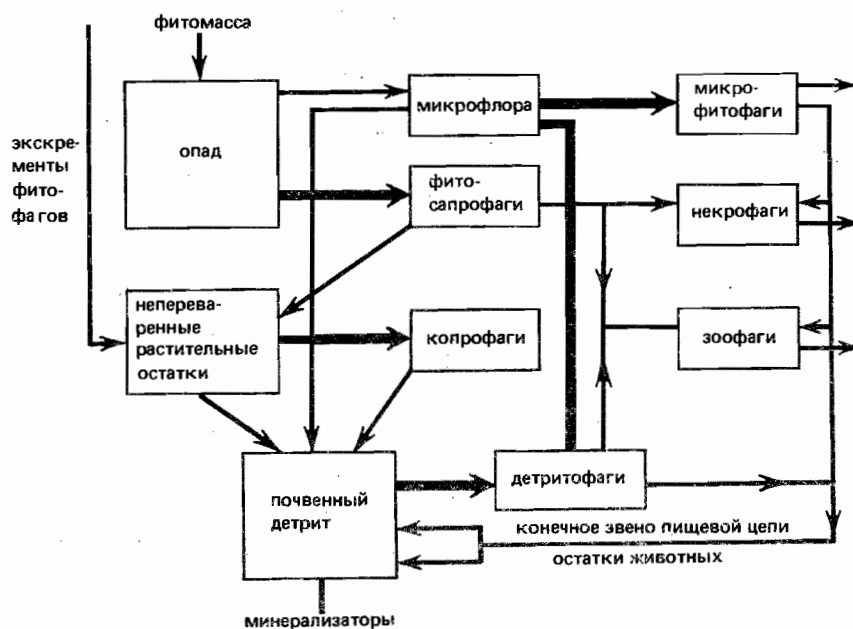 фитомасса
экскре-
менты
фито-
фагов
опад
микрофлора
микро-
фитофаги
фито-
сапрофаги
некрофаги
неперева-
ренные
растительные
остатки
копрофаги
зоофаги
почвенный
детрит
детритофаги
конечное звено пищевой цепи
остатки животных
минерализаторы